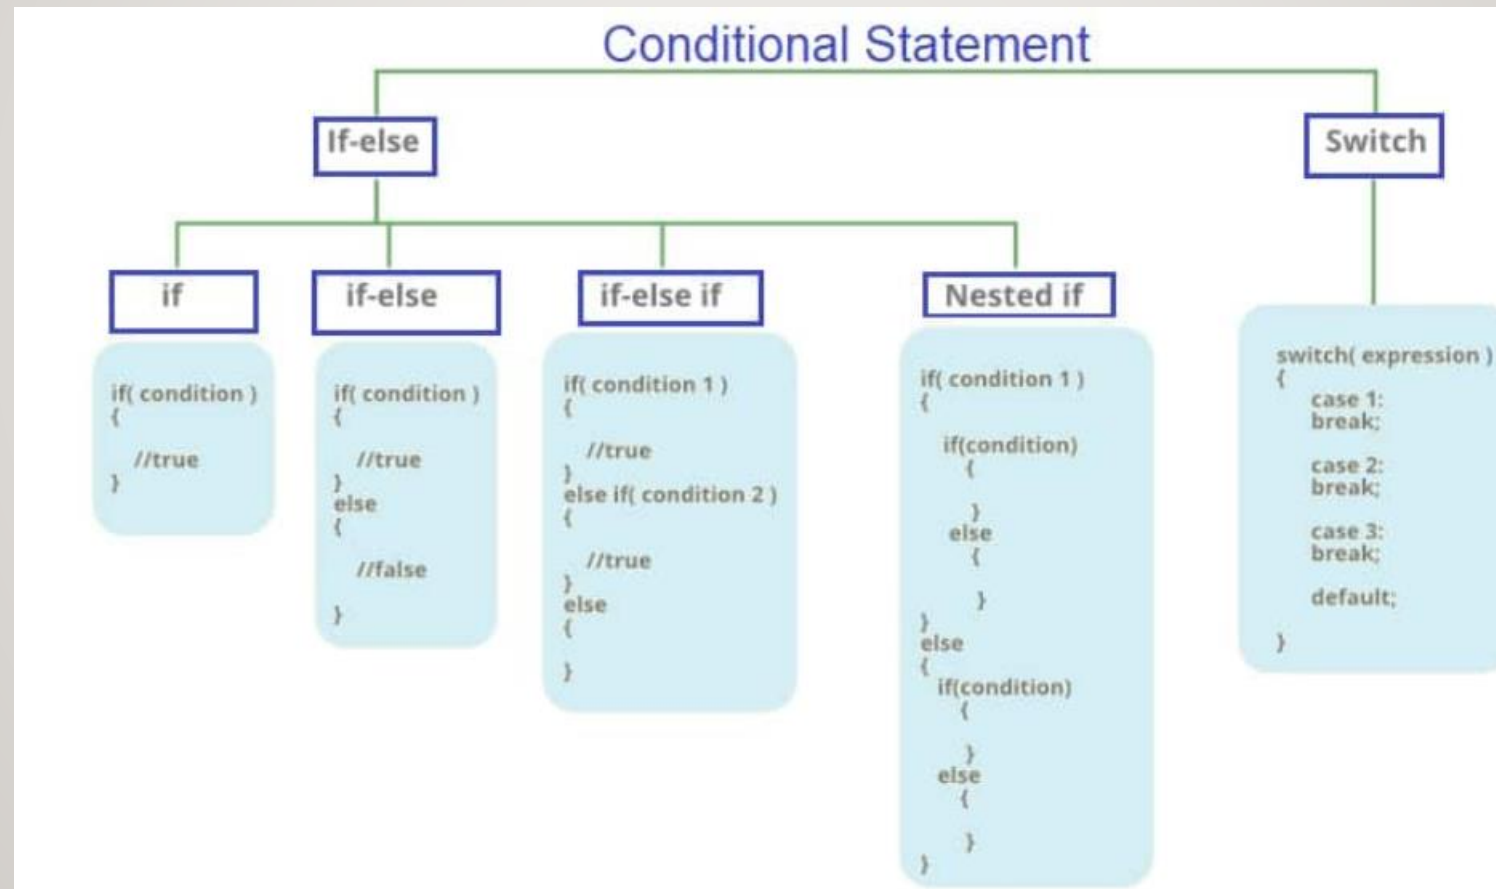 Conditional Statement
If-else
Switch
if
if-else
if-else if
Nested if
if( condition )
{
//true
}
if( condition )
{
//true
}
else
{
//false
}
if( condition 1 )
{
//true
}
else if( condition 2 )
{
//true
}
else
{
}
if( condition 1 )
{
if(condition)
{
}
else
{
}
}
else
{
if(condition)
{
}
else
{
}
}
switch( expression )
{
case 1:
break;
case 2:
break;
case 3:
break;
default;
}